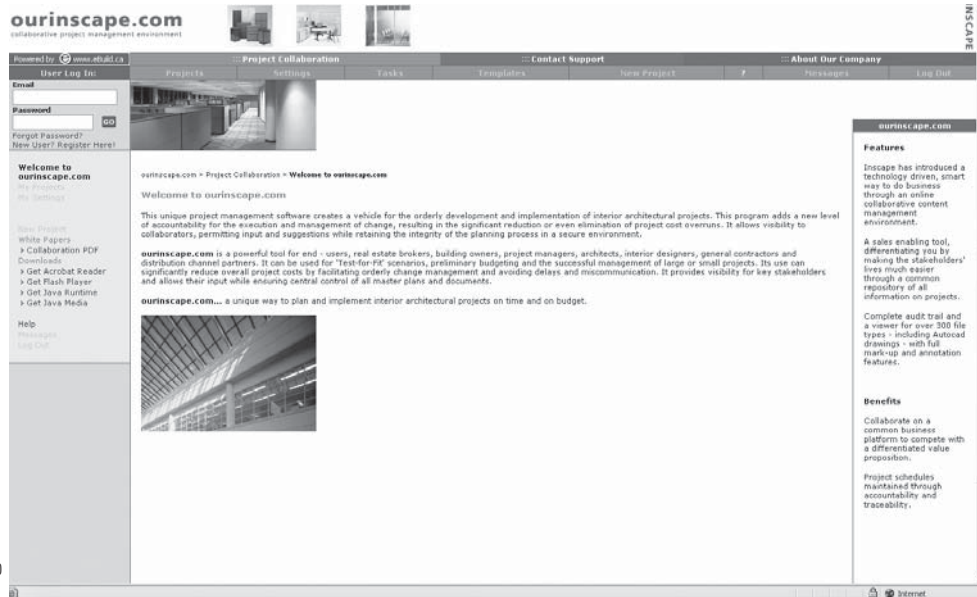 ourinscape.com
collaborative project management environment
INSCAPE
Powered by www.ebuild.ca
::: Project Collaboration
::: Contact Support
::: About Our Company
User Log In:
Projects
Settings
Tasks
Templates
New Project
?
Messages
Log Out
Email
Password
GO
Forgot Password?
New User? Register Here!
Welcome to
ourinscape.com
My Projects
My Settings
New Project
White Papers
› Collaboration PDF
Downloads
› Get Acrobat Reader
› Get Flash Player
› Get Java Runtime
› Get Java Media
Help
Messages
Log Out
ourinscape.com » Project Collaboration » Welcome to ourinscape.com
Welcome to ourinscape.com
This unique project management software creates a vehicle for the orderly development and implementation of interior architectural projects. This program adds a new level
of accountability for the execution and management of change, resulting in the significant reduction or even elimination of project cost overruns. It allows visibility to
collaborators, permitting input and suggestions while retaining the integrity of the planning process in a secure environment.
ourinscape.com is a powerful tool for end - users, real estate brokers, building owners, project managers, architects, interior designers, general contractors and
distribution channel partners. It can be used for 'Test-for-Fit' scenarios, preliminary budgeting and the successful management of large or small projects. Its use can
significantly reduce overall project costs by facilitating orderly change management and avoiding delays and miscommunication. It provides visibility for key stakeholders
and allows their input while ensuring central control of all master plans and documents.
ourinscape.com... a unique way to plan and implement interior architectural projects on time and on budget.
ourinscape.com
Features
Inscape has introduced a
technology driven, smart
way to do business
through an online
collaborative content
management
environment.
A sales enabling tool,
differentiating you by
making the stakeholders'
lives much easier
through a common
repository of all
information on projects.
Complete audit trail and
a viewer for over 300 file
types - including Autocad
drawings - with full
mark-up and annotation
features.
Benefits
Collaborate on a
common business
platform to compete with
a differentiated value
proposition.
Project schedules
maintained through
accountability and
traceability.
Internet